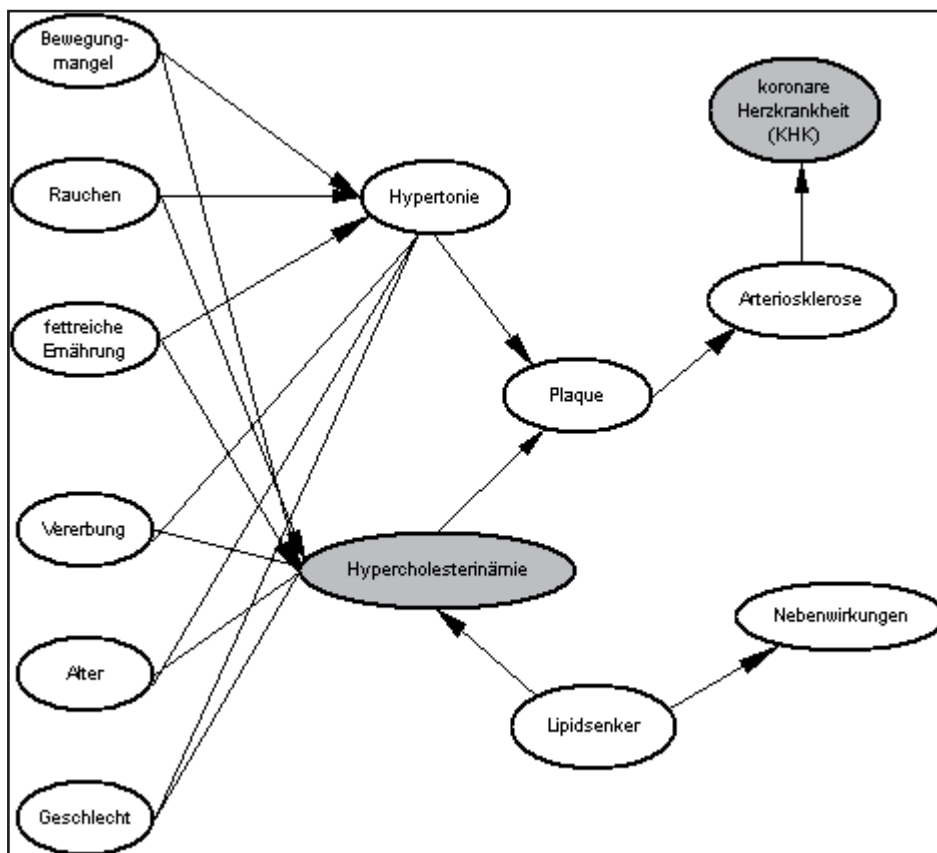 Bewegung-
mangel
koronare
Herzkrankheit
(KHK)
Rauchen
Hypertonie
Arteriosklerose
fettreiche
Ernährung
Plaque
Vererbung
Hypercholesterinämie
Nebenwirkungen
Alter
Lipidsenker
Geschlecht